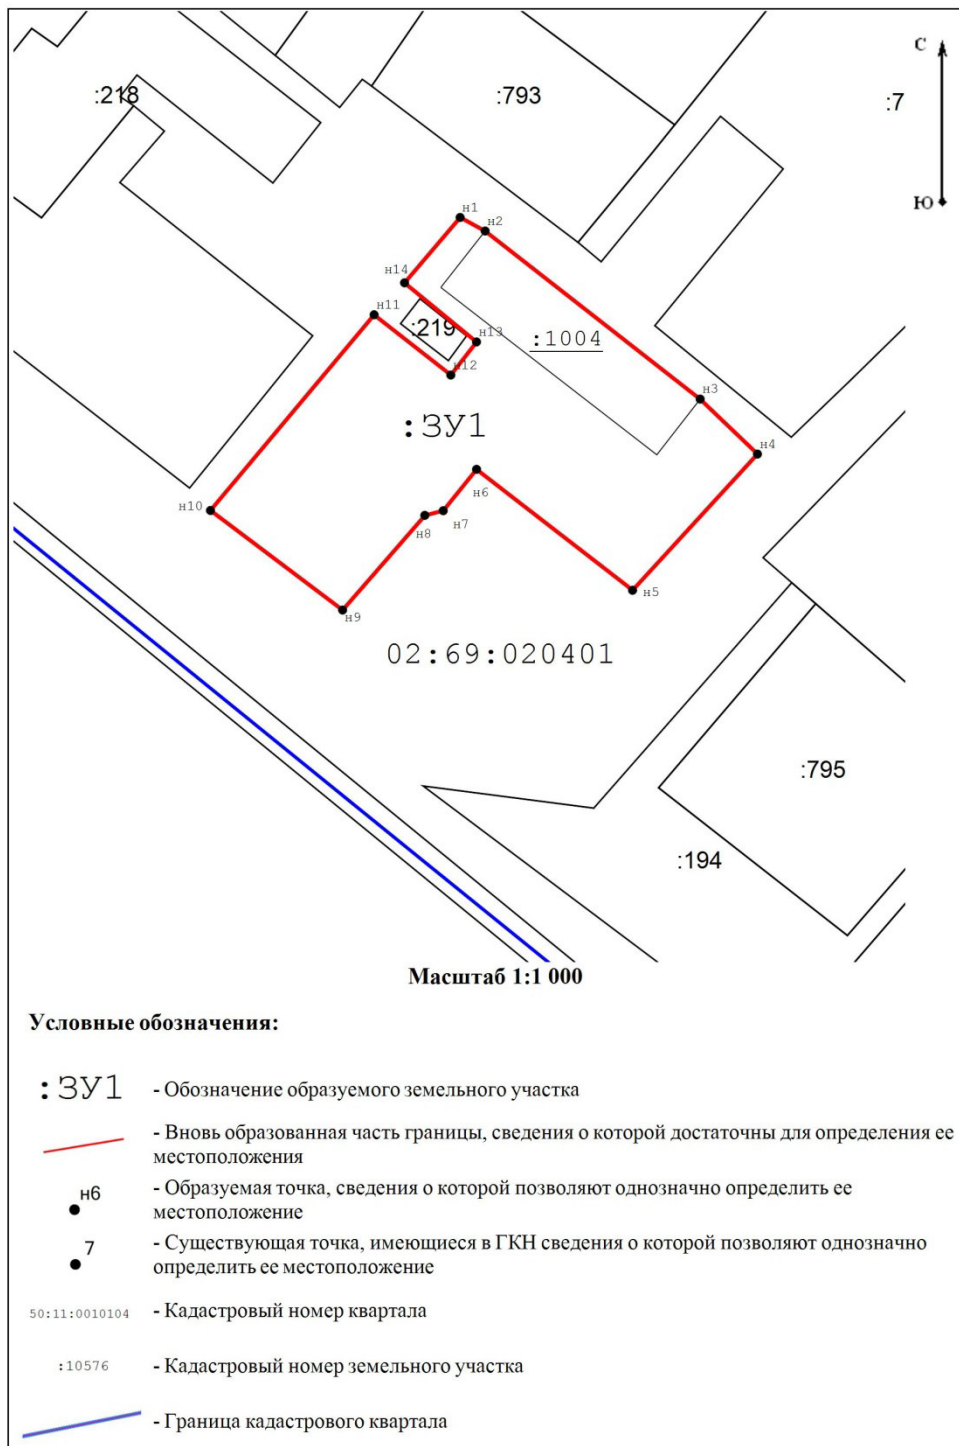 С
:218
:793
:7
Ю
н1
н2
н14
н11
:219
н13
:1004
н12
н3
:ЗУ1
н4
н6
н10
н7
н8
н5
н9
02:69:020401
:795
:194
Масштаб 1:1 000
Условные обозначения:
:ЗУ1 - Обозначение образуемого земельного участка
- Вновь образованная часть границы, сведения о которой достаточны для определения ее
местоположения
н6 - Образуемая точка, сведения о которой позволяют однозначно определить ее
местоположение
7 - Существующая точка, имеющиеся в ГКН сведения о которой позволяют однозначно
определить ее местоположение
50:11:0010104 - Кадастровый номер квартала
:10576 - Кадастровый номер земельного участка
- Граница кадастрового квартала